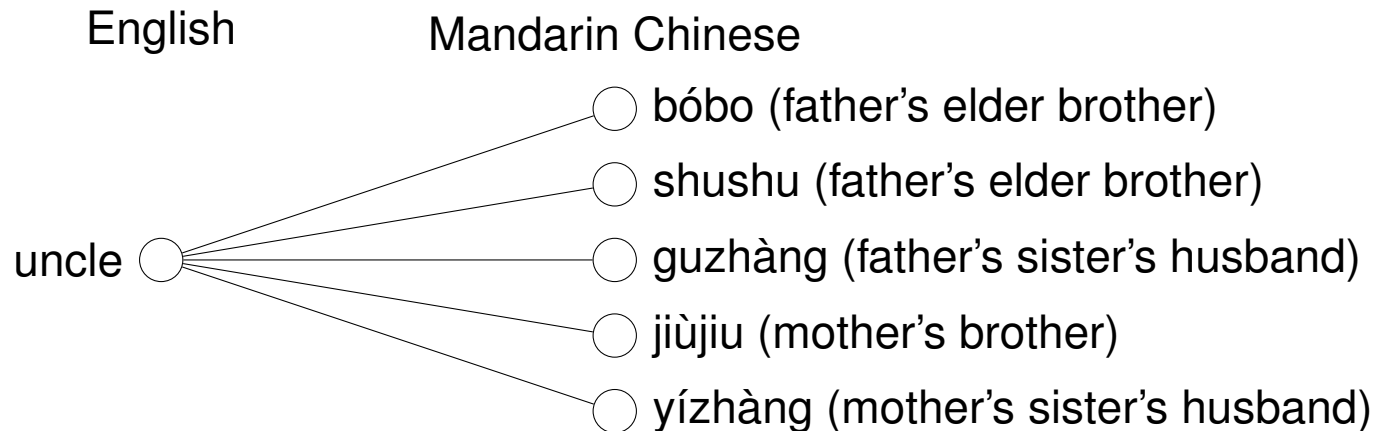 English Mandarin Chinese
bóbo (father's elder brother)
shushu (father's elder brother)
uncle guzhàng (father's sister's husband)
jiùjiu (mother's brother)
yízhàng (mother's sister's husband)